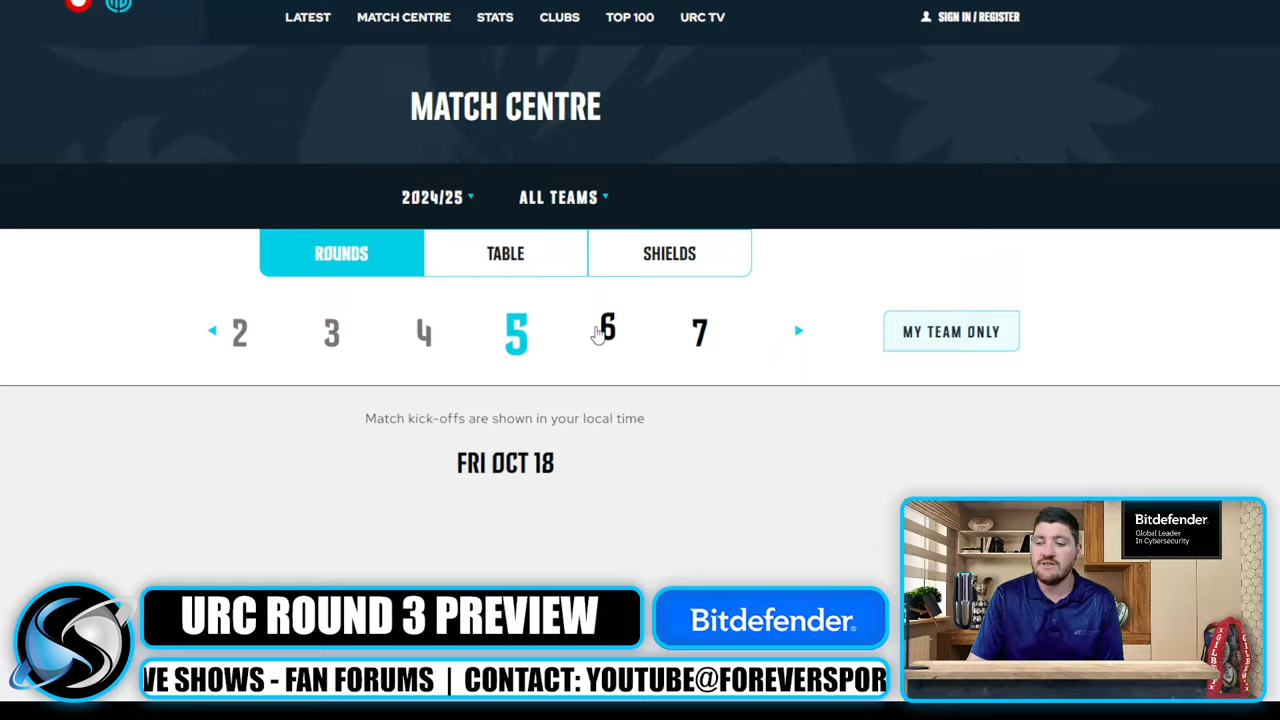 LATEST MATCH CENTRE STATS CLUBS TOP 100 URC TV SIGN IN / REGISTER
MATCH CENTRE
2024/25 ALL TEAMS
ROUNDS TABLE SHIELDS
2 3 4 5 6 7 MY TEAM ONLY
Match kick-offs are shown in your local time
FRI OCT 18
Bitdefender
Global Leader
In Cybersecurity
URC ROUND 3 PREVIEW Bitdefender
VE SHOWS - FAN FORUMS | CONTACT: YOUTUBE@FOREVERSPOR